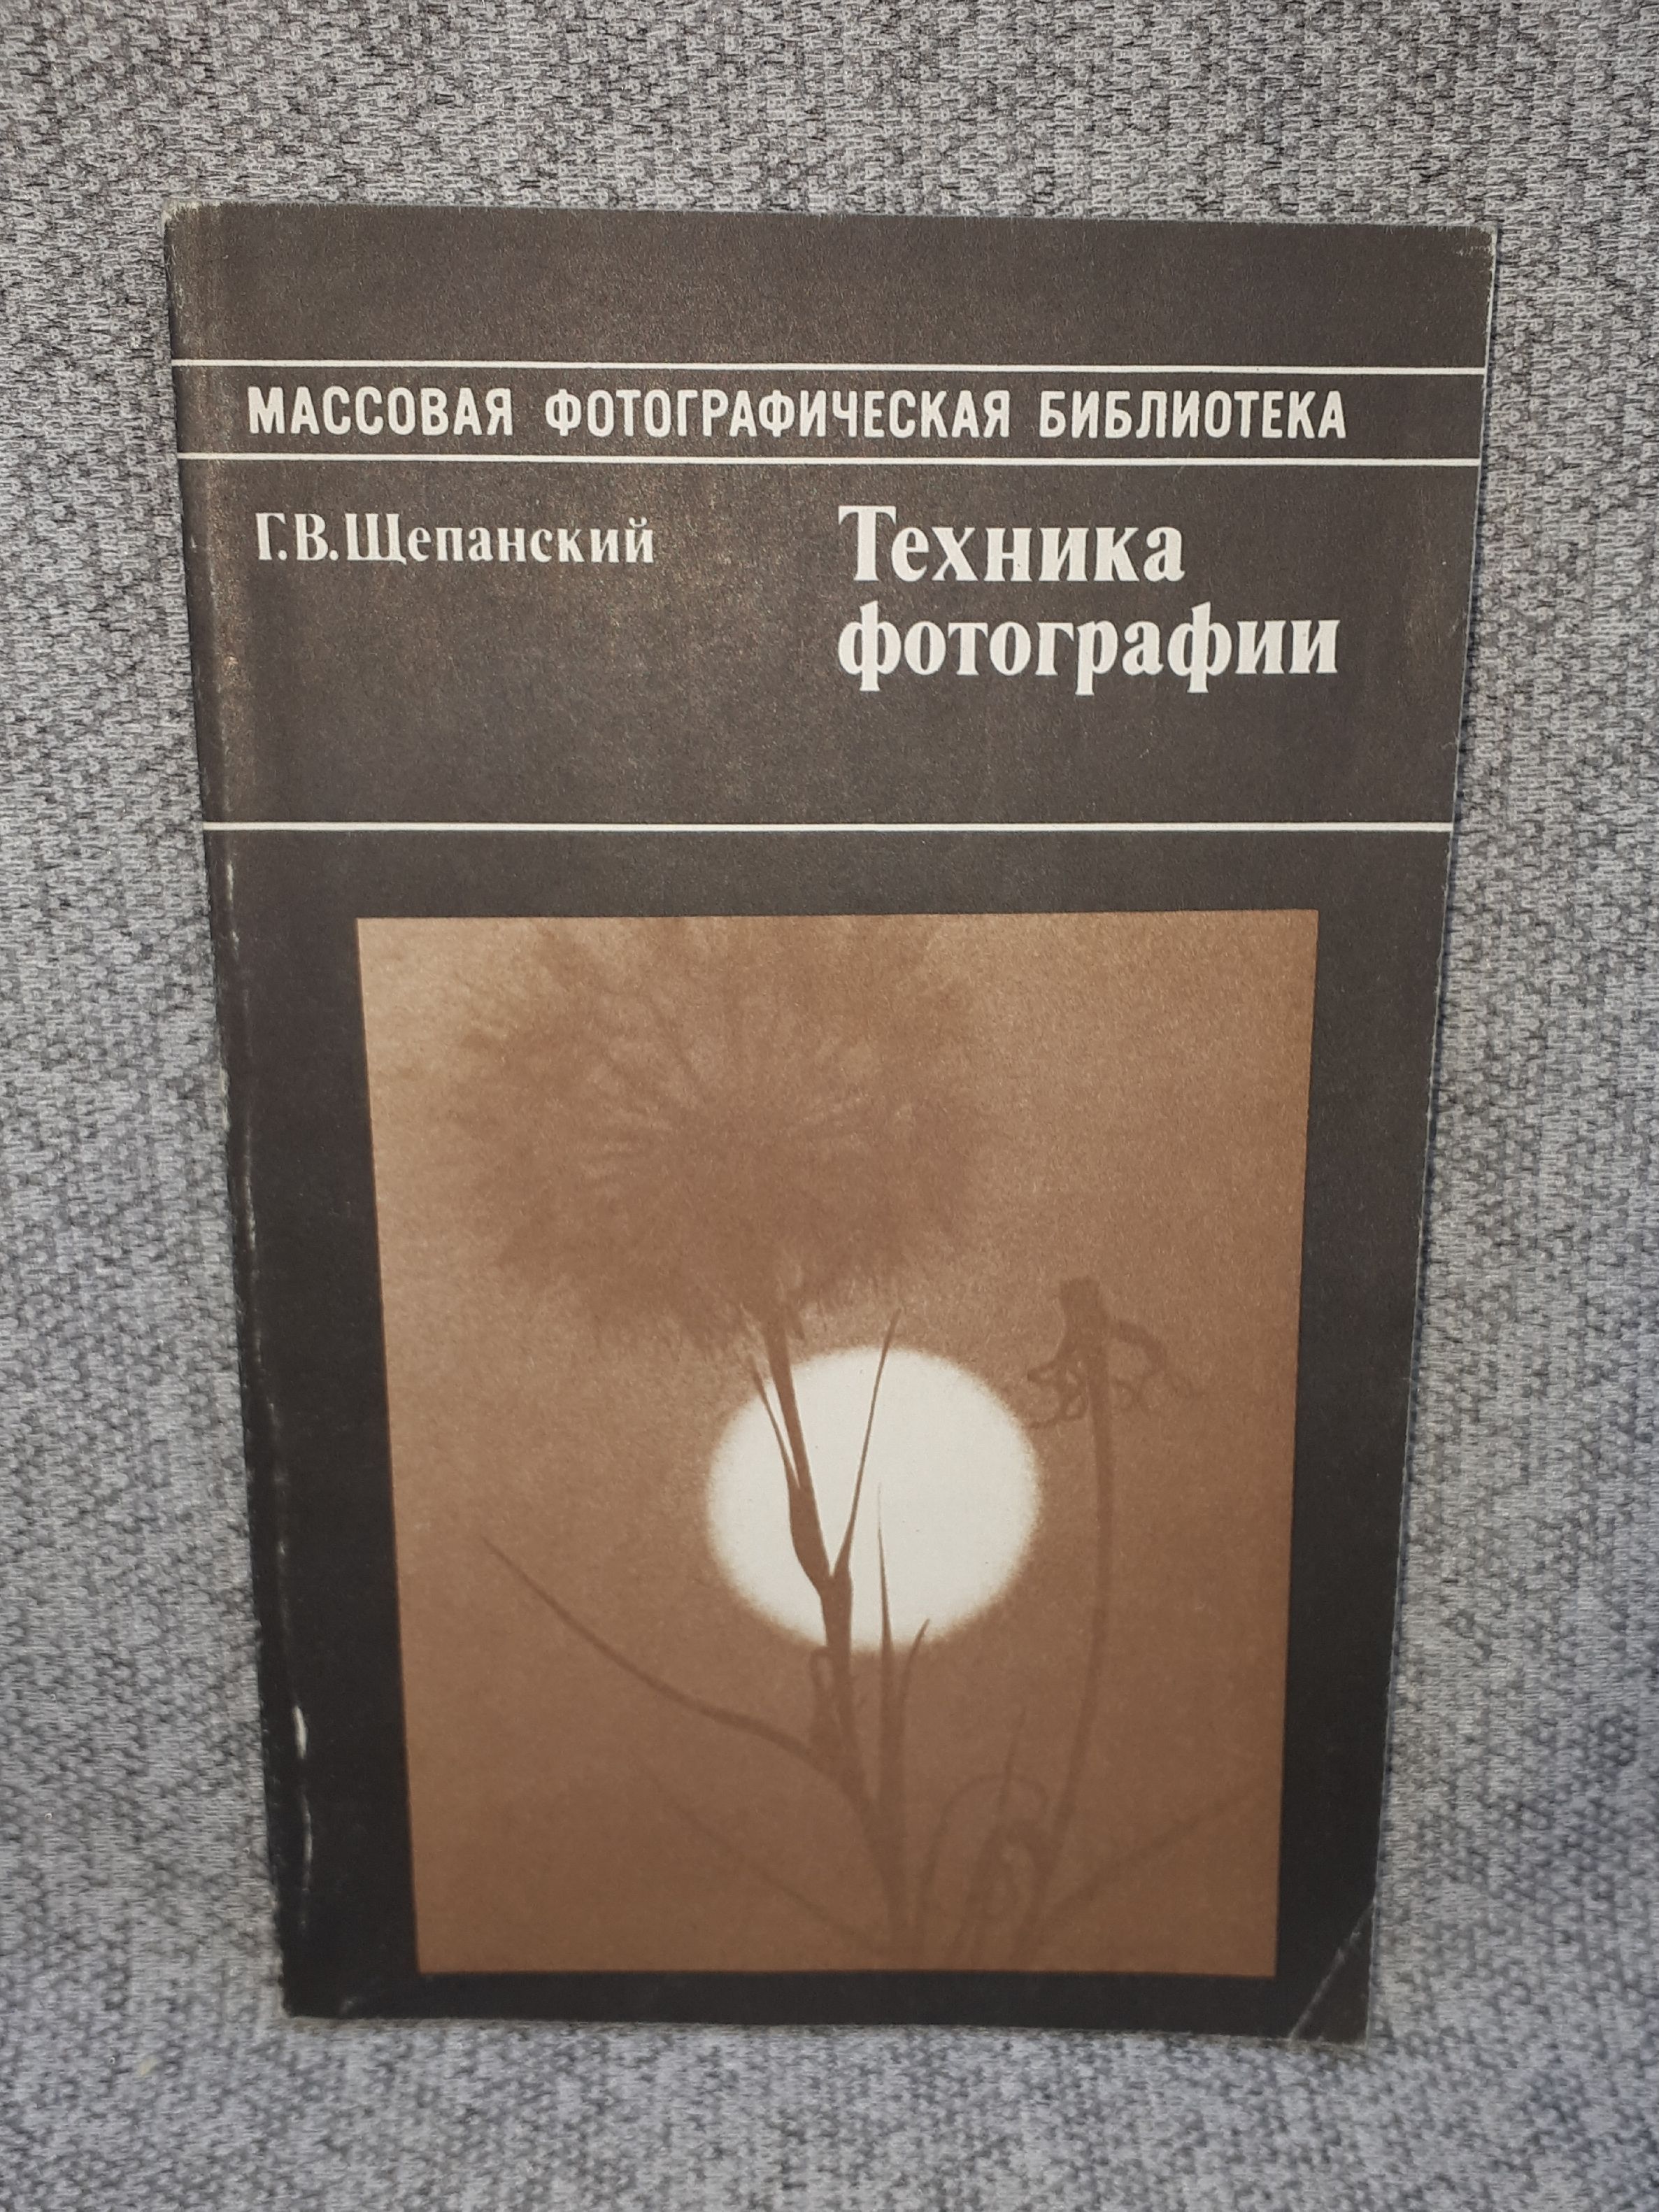 МАССОВАЯ ФОТОГРАФИЧЕСКАЯ БИБЛИОТЕКА
Г.В.Щепанский
Техника
фотографии